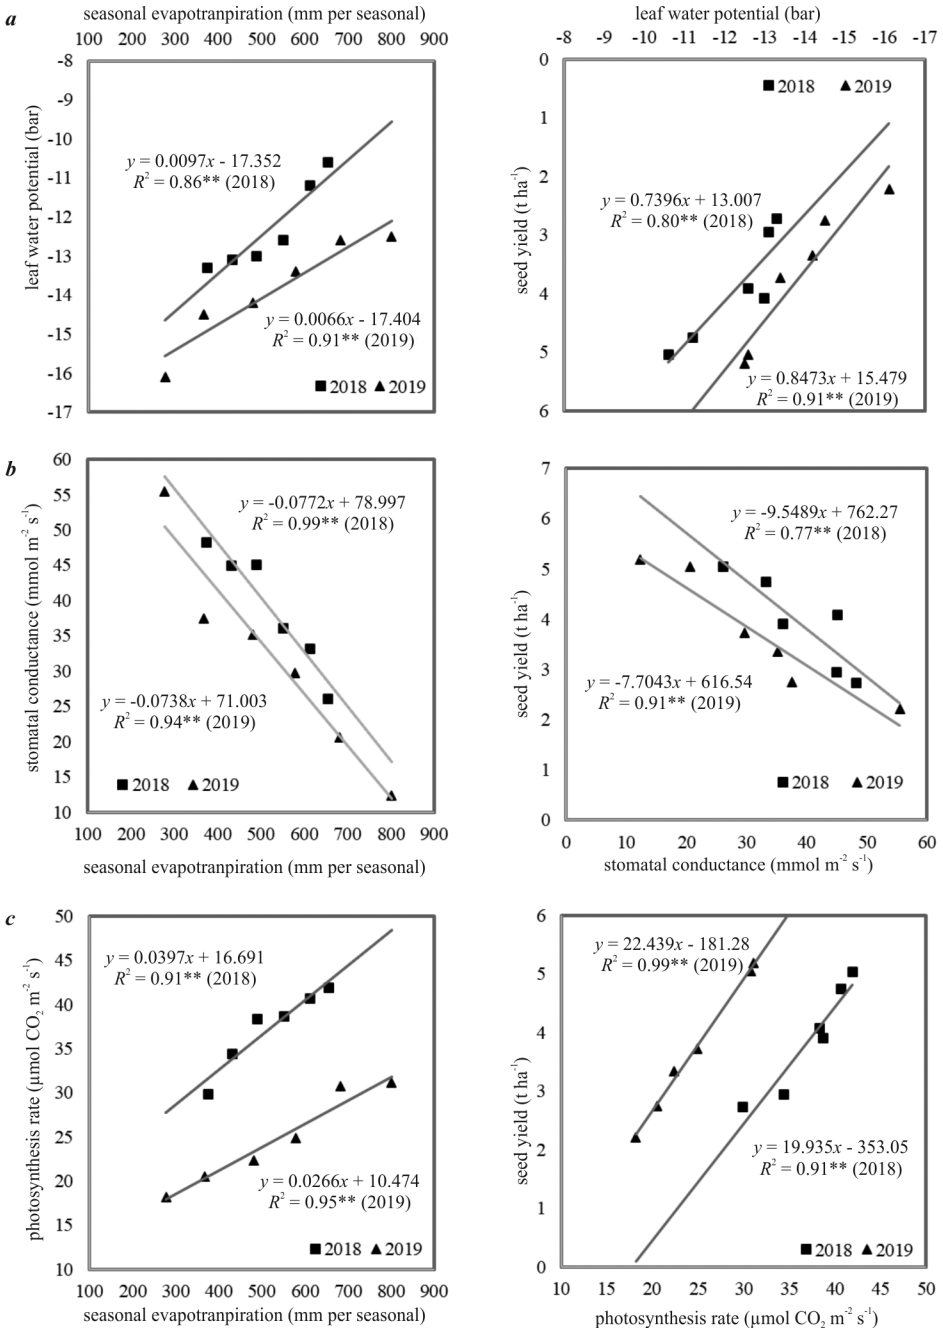 a
seasonal evapotranpiration (mm per seasonal)
100 200 300 400 500 600 700 800 900
leaf water potential (bar)
-8
-9
-10
-11
-12
-13
-14
-15
-16
-17
y = 0.0097x - 17.352
R² = 0.86** (2018)
y = 0.0066x - 17.404
R² = 0.91** (2019)
2018 2019
leaf water potential (bar)
-8 -9 -10 -11 -12 -13 -14 -15 -16 -17
seed yield (t ha⁻¹)
0
1
2
3
4
5
6
2018 2019
y = 0.7396x + 13.007
R² = 0.80** (2018)
y = 0.8473x + 15.479
R² = 0.91** (2019)
b
stomatal conductance (mmol m⁻² s⁻¹)
60
55
50
45
40
35
30
25
20
15
10
y = -0.0772x + 78.997
R² = 0.99** (2018)
y = -0.0738x + 71.003
R² = 0.94** (2019)
2018 2019
100 200 300 400 500 600 700 800 900
seasonal evapotranpiration (mm per seasonal)
seed yield (t ha⁻¹)
7
6
5
4
3
2
1
0
y = -9.5489x + 762.27
R² = 0.77** (2018)
y = -7.7043x + 616.54
R² = 0.91** (2019)
2018 2019
0 10 20 30 40 50 60
stomatal conductance (mmol m⁻² s⁻¹)
c
photosynthesis rate (µmol CO₂ m⁻² s⁻¹)
50
45
40
35
30
25
20
15
10
y = 0.0397x + 16.691
R² = 0.91** (2018)
y = 0.0266x + 10.474
R² = 0.95** (2019)
2018 2019
100 200 300 400 500 600 700 800 900
seasonal evapotranpiration (mm per seasonal)
seed yield (t ha⁻¹)
6
5
4
3
2
1
0
y = 22.439x - 181.28
R² = 0.99** (2019)
y = 19.935x - 353.05
R² = 0.91** (2018)
2018 2019
10 15 20 25 30 35 40 45 50
photosynthesis rate (µmol CO₂ m⁻² s⁻¹)